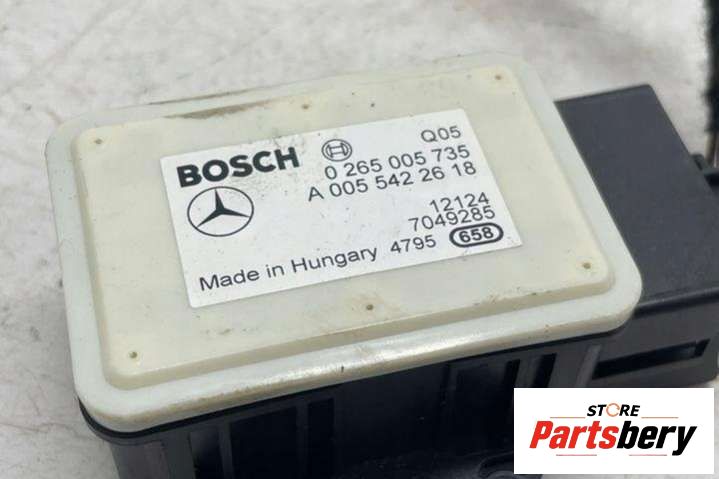 Q05
BOSCH 0 265 005 735
A 005 542 26 18
12124
7049285
Made in Hungary 4795 658
STORE
Partsbery